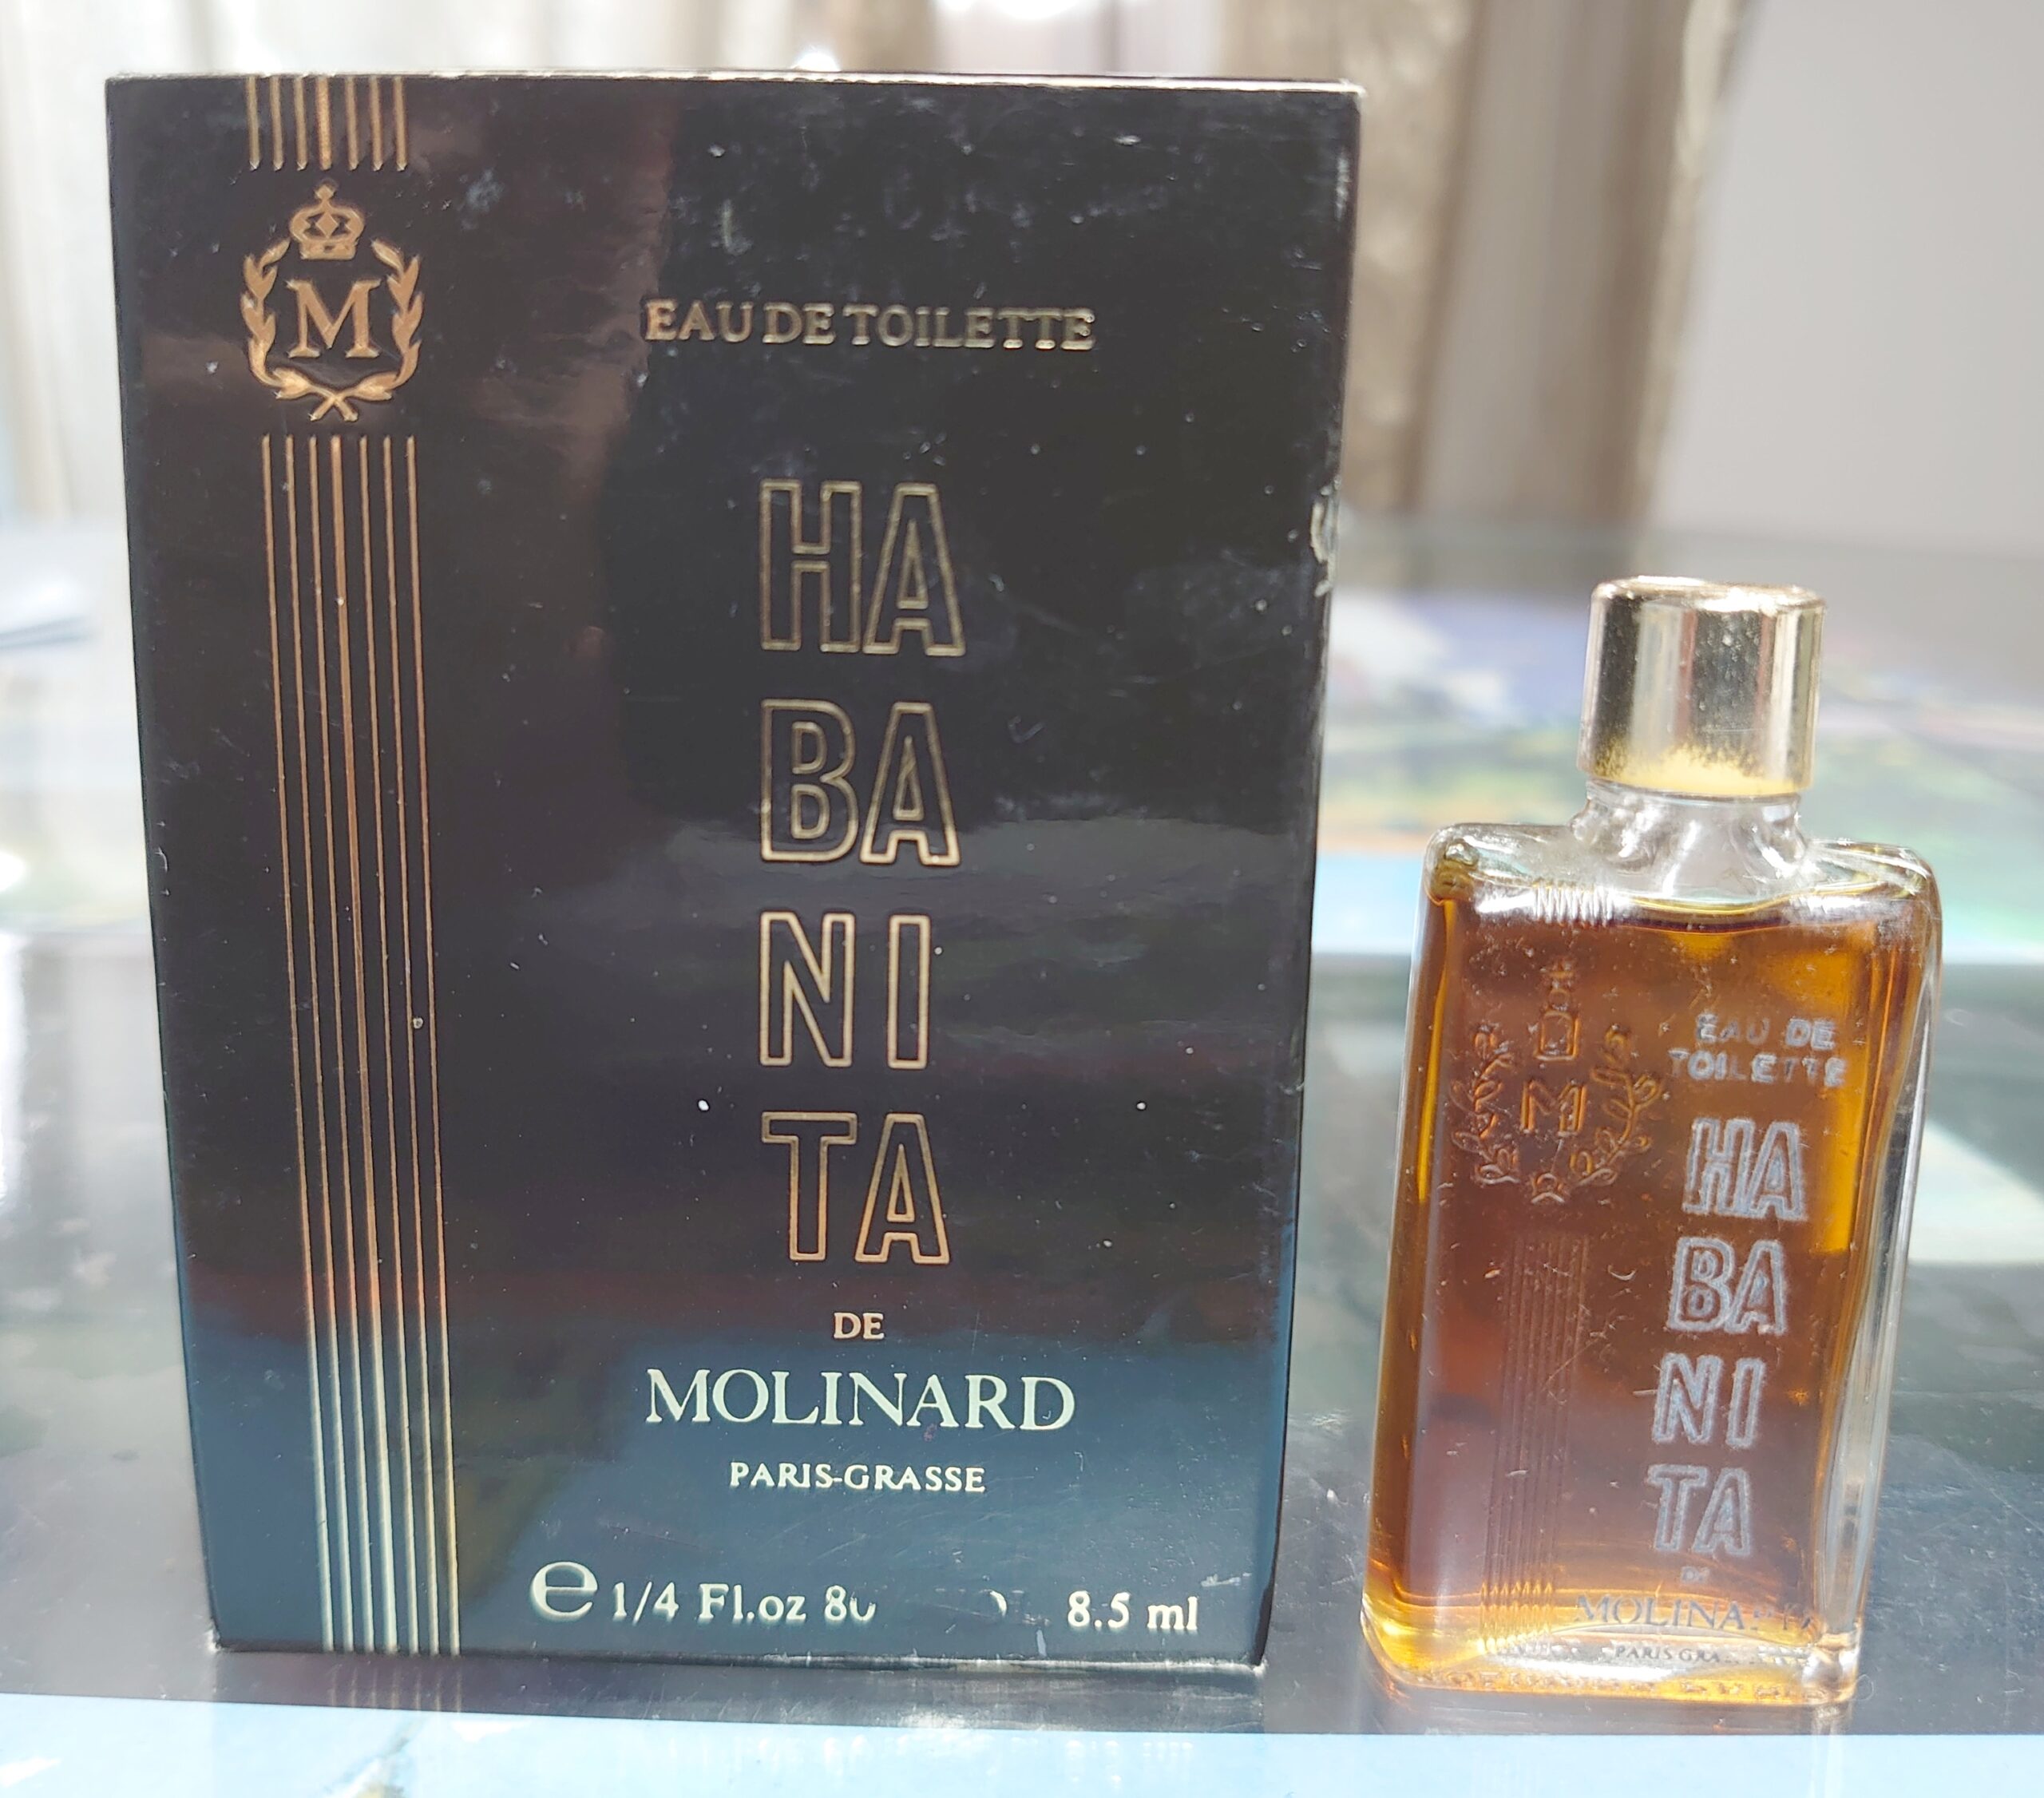 M
EAU DE TOILETTE
HA
BA
NI
TA
DE
MOLINARD
PARIS-GRASSE
e 1/4 Fl.oz 8.5 ml
M
EAU DE
TOILETTE
HA
BA
NI
TA